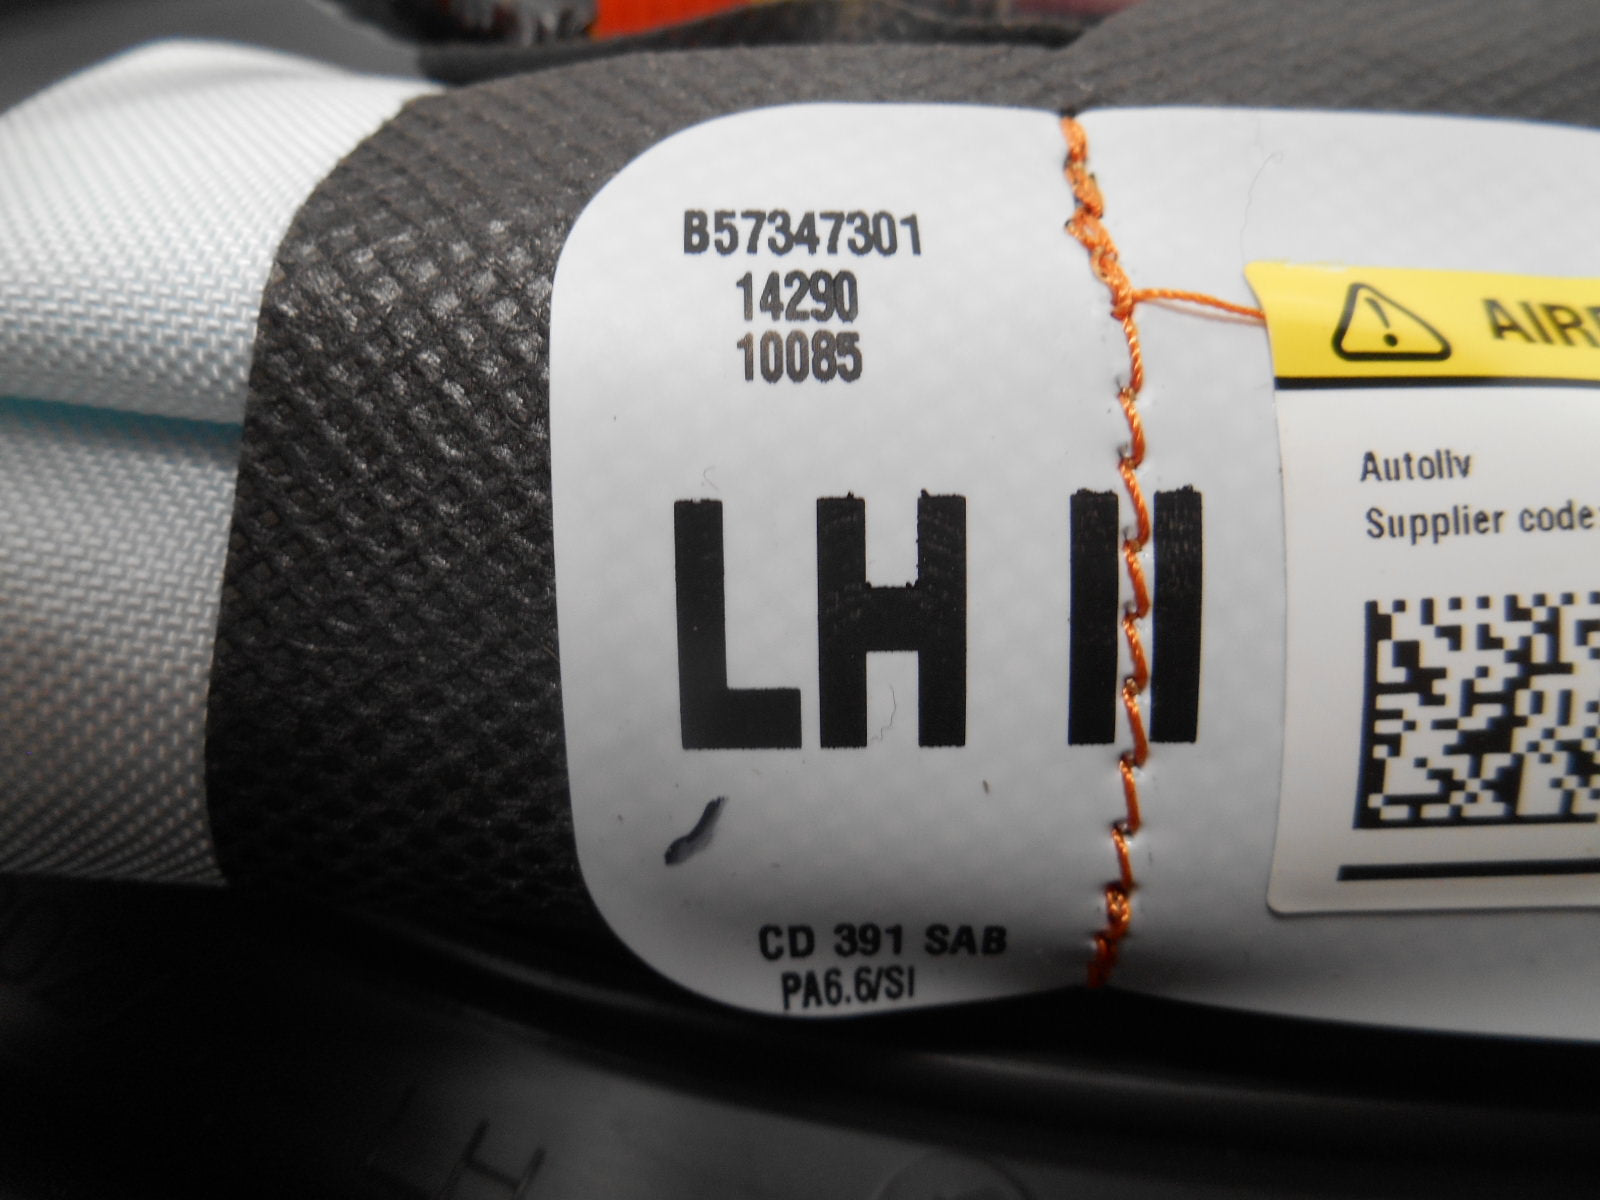 B57347301
14290
10085
LH II
CD 391 SAB
PA6.6/SI
Autoliv
Supplier code: